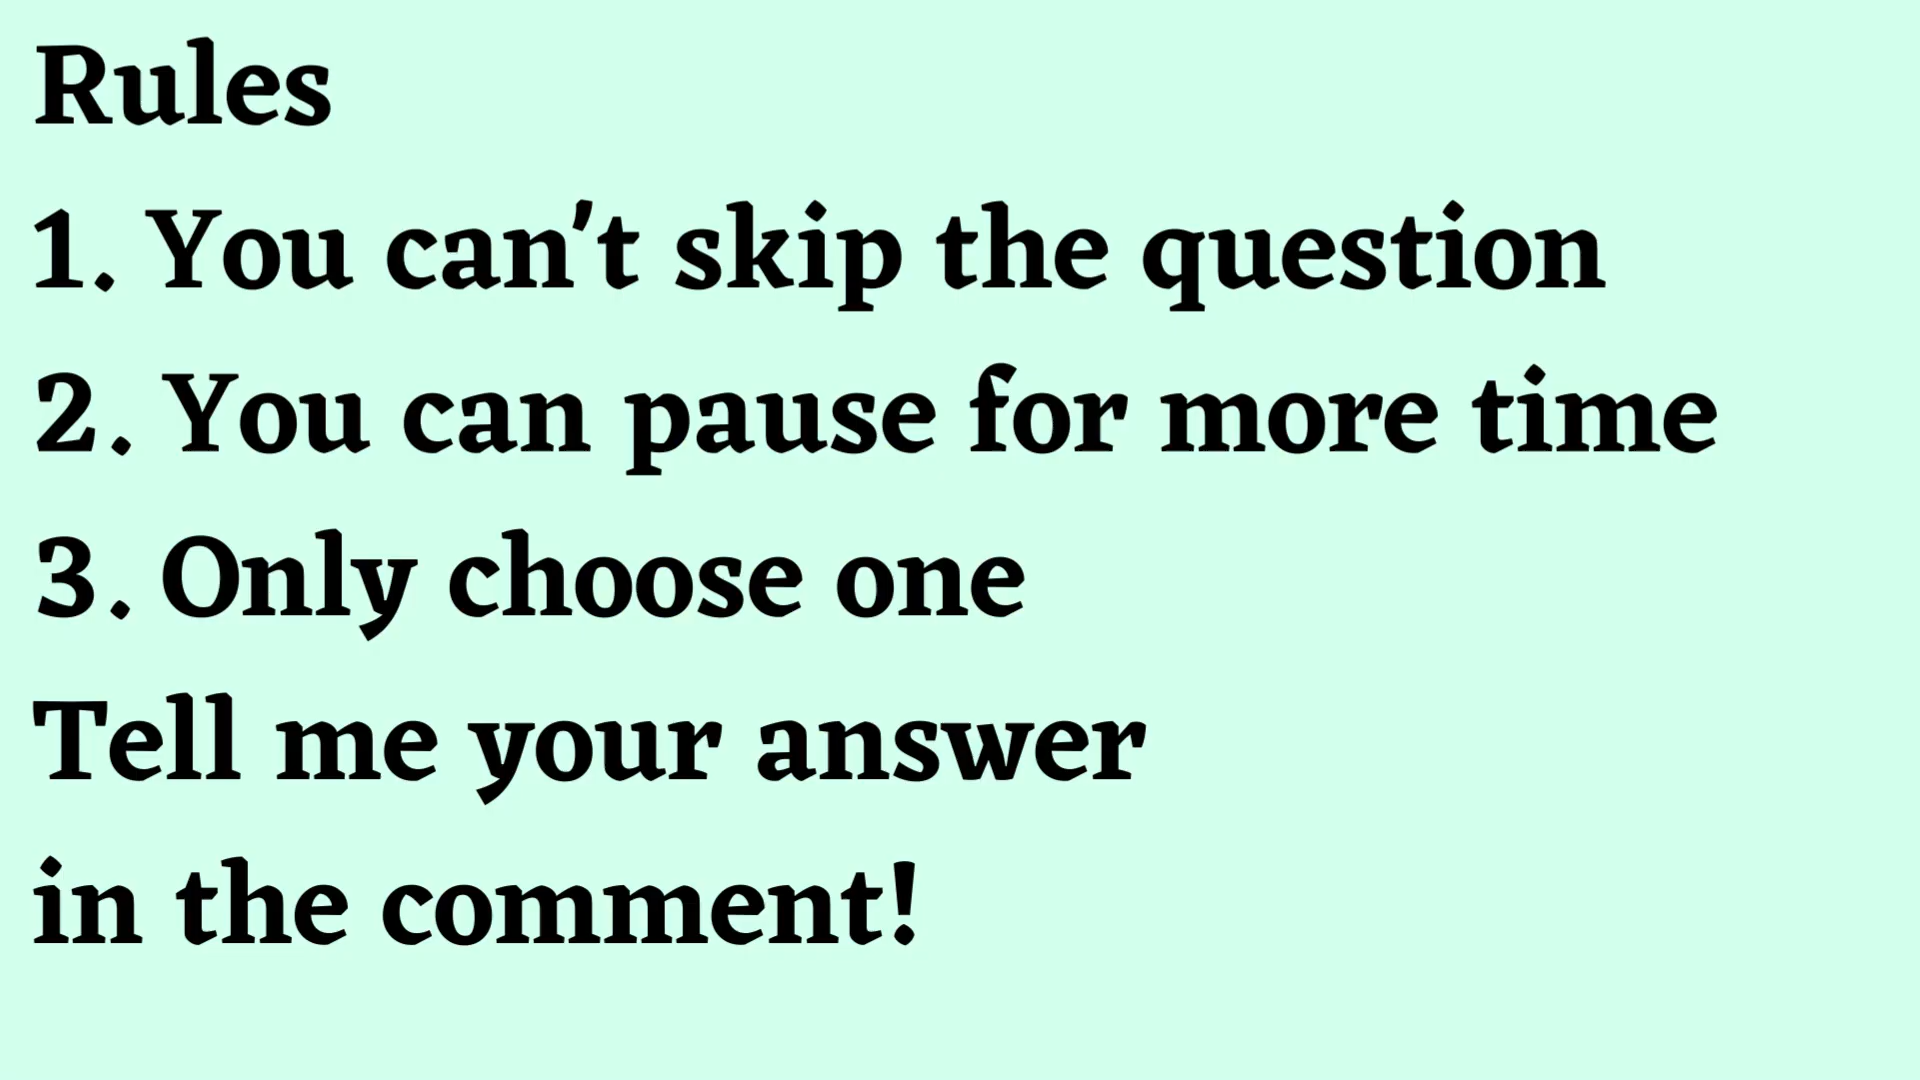 Rules
1. You can't skip the question
2. You can pause for more time
3. Only choose one
Tell me your answer
in the comment!